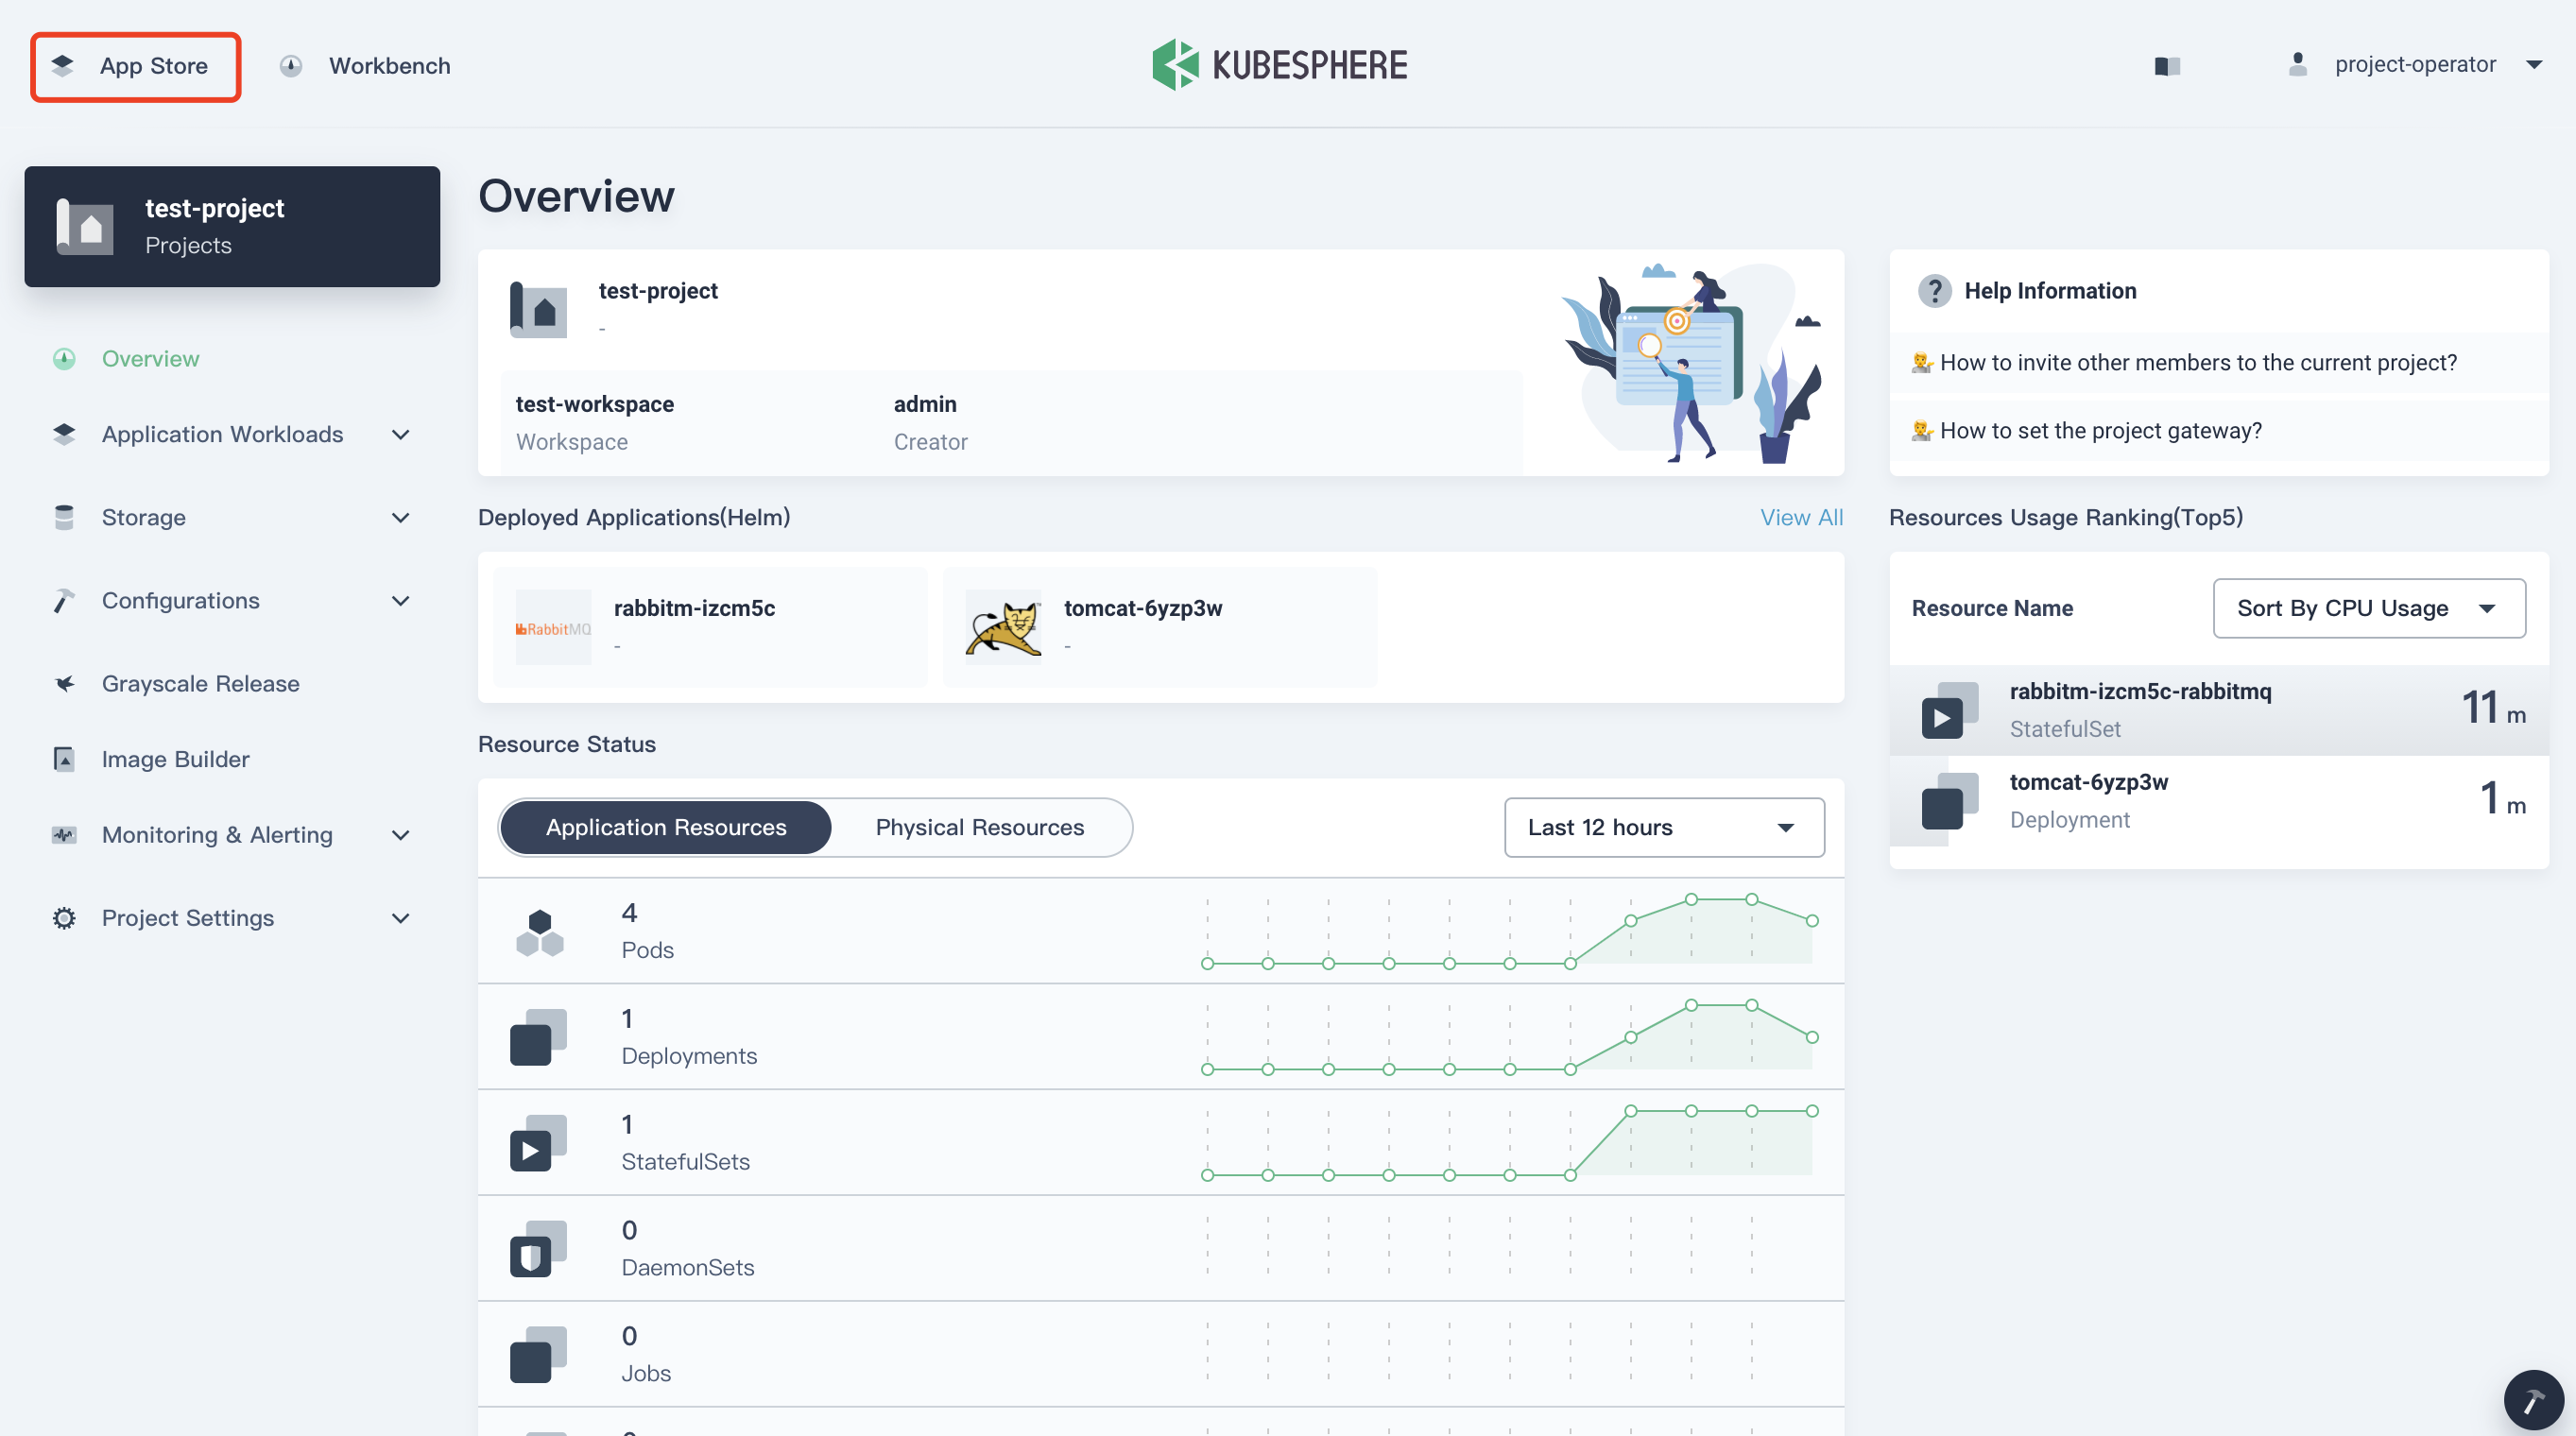 App Store
Workbench
KUBESPHERE
project-operator
test-project
Projects
Overview
Application Workloads
Storage
Configurations
Grayscale Release
Image Builder
Monitoring & Alerting
Project Settings
Overview
test-project
-
test-workspace
Workspace
admin
Creator
Help Information
How to invite other members to the current project?
How to set the project gateway?
Deployed Applications(Helm)
View All
RabbitMQ
rabbitm-izcm5c
-
tomcat-6yzp3w
-
Resources Usage Ranking(Top5)
Resource Name
Sort By CPU Usage
rabbitm-izcm5c-rabbitmq
StatefulSet
11 m
tomcat-6yzp3w
Deployment
1 m
Resource Status
Application Resources
Physical Resources
Last 12 hours
4
Pods
1
Deployments
1
StatefulSets
0
DaemonSets
0
Jobs